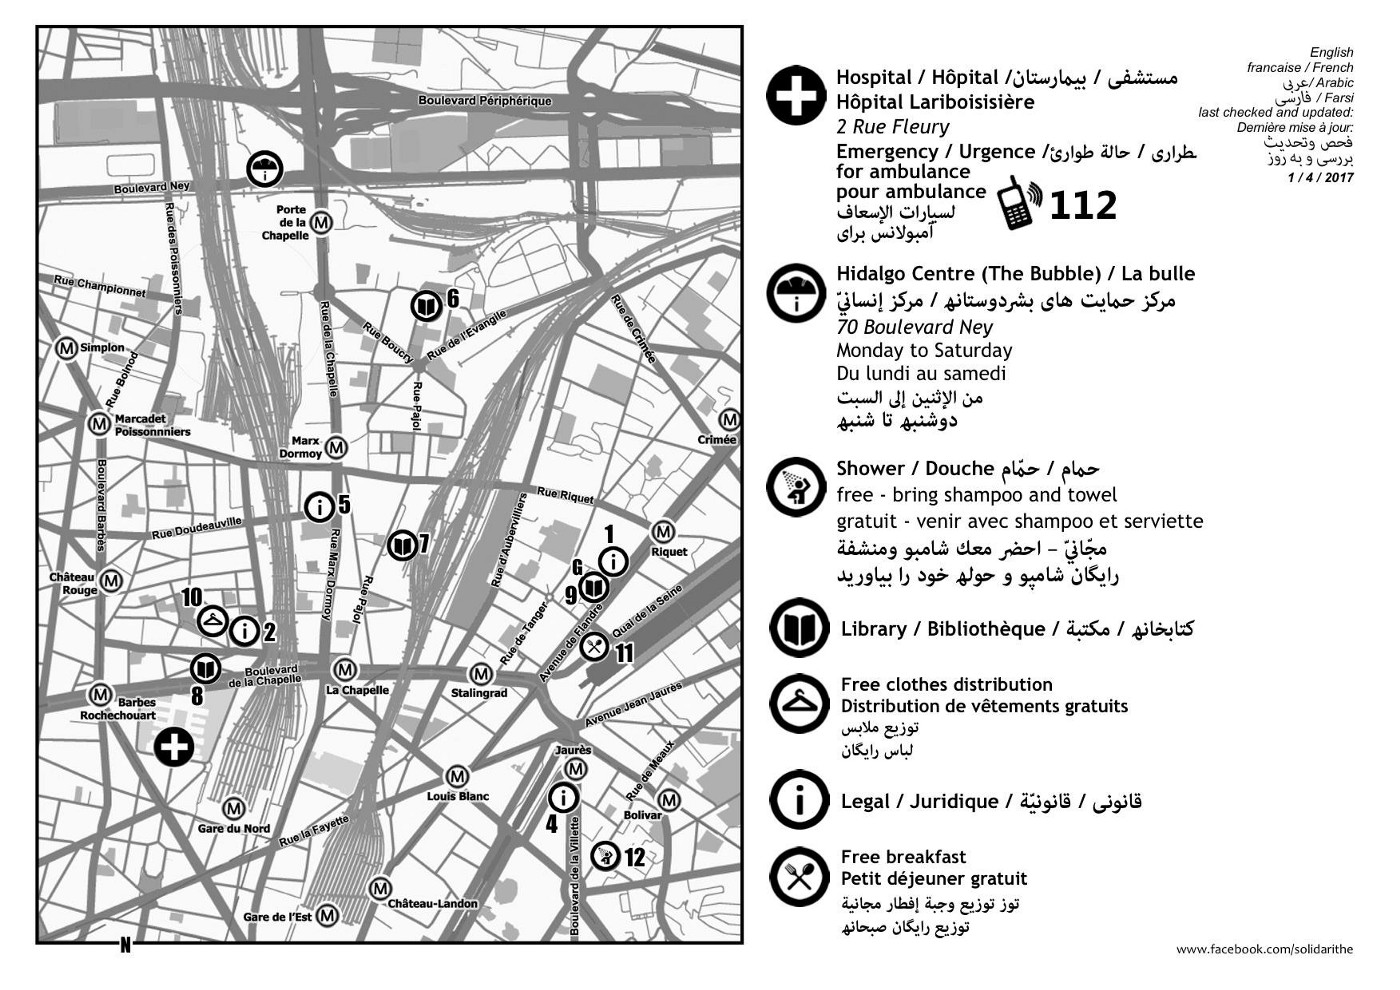 Boulevard Périphérique
Boulevard Ney
Rue des Poissonniers
Porte
de la
Chapelle
M
Rue Championnet
6
Rue de la Chapelle
Rue Boucry
Rue de l'Evangile
Rue de Crimée
M
Simplon
Rue Boinod
Rue Pajol
M
Marcadet
Poissonnniers
M
Crimée
Marx
Dormoy
M
Boulevard Barbès
Rue Riquet
i
5
Rue Doudeauville
Rue d'Aubervilliers
M
Riquet
7
1
i
G
9
Château
Rouge
M
Rue Marx Dormoy
Rue Pajol
10
i
2
Rue de Tanger
Avenue de Flandre
Quai de la Seine
11
8
Boulevard
de la Chapelle
M
La Chapelle
M
Stalingrad
M
Barbes
Rochechouart
Avenue Jean Jaurès
Jaurès
M
Rue de Meaux
M
Louis Blanc
i
4
M
Bolivar
M
Gare du Nord
Rue la Fayette
Boulevard de la Villette
12
M
Château-Landon
Gare de l'Est
M
N
Hospital / Hôpital / مستشفى / بیمارستان
Hôpital Lariboisisière
2 Rue Fleury
Emergency / Urgence / طراری / حالة طوارئ
for ambulance
pour ambulance
لسيارات الإسعاف
آمبولانس برای
112
Hidalgo Centre (The Bubble) / La bulle
مرکز حمایت های بشردوستانه / مركز إنسانيّ
70 Boulevard Ney
Monday to Saturday
Du lundi au samedi
من الإثنين إلى السبت
دوشنبه تا شنبه
Shower / Douche حمام / حمّام
free - bring shampoo and towel
gratuit - venir avec shampoo et serviette
مجّانيّ – احضر معك شامبو ومنشفة
رایگان شامپو و حوله خود را بیاورید
Library / Bibliothèque / كتابخانه / مكتبة
Free clothes distribution
Distribution de vêtements gratuits
توزيع ملابس
لباس رایگان
i
Legal / Juridique / قانونی / قانونيّة
Free breakfast
Petit déjeuner gratuit
توز توزيع وجبة إفطار مجانية
توزیع رایگان صبحانه
English
francaise / French
عربي/ Arabic
فارسی / Farsi
last checked and updated:
Dernière mise à jour:
فحص وتحديث
بررسی و به روز
1 / 4 / 2017
www.facebook.com/solidarithe